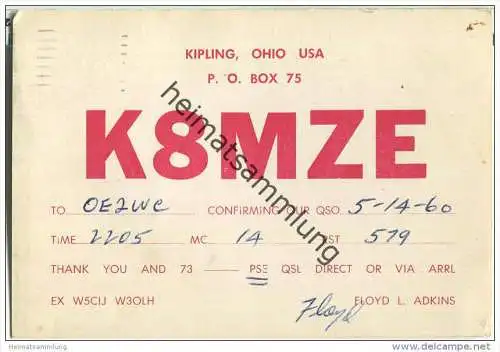 KIPLING, OHIO USA
P. O. BOX 75
K8MZE
TO OE2WC CONFIRMING OUR QSO 5-14-60
TIME 2205 MC 14 RST 579
THANK YOU AND 73 — PSE QSL DIRECT OR VIA ARRL
EX W5CIJ W3OLH Floyd FLOYD L. ADKINS
heimatsammlung.de
Heimatsammlung
delcampe.net